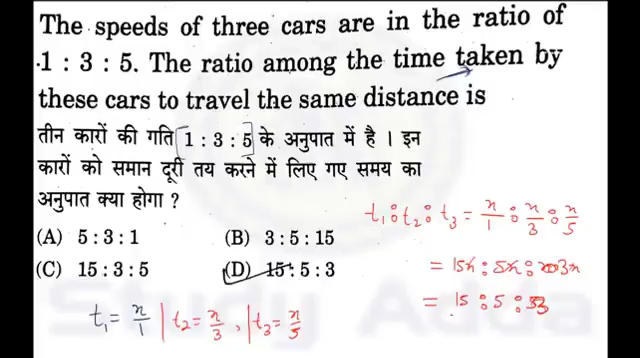 The speeds of three cars are in the ratio of
1 : 3 : 5. The ratio among the time taken by
these cars to travel the same distance is
तीन कारों की गति 1 : 3 : 5 के अनुपात में है । इन
कारों को समान दूरी तय करने में लिए गए समय का
अनुपात क्या होगा ?
(A) 5 : 3 : 1 (B) 3 : 5 : 15
(C) 15 : 3 : 5 (D) 15 : 5 : 3
t₁ : t₂ : t₃ = x/1 : x/3 : x/5
= 15x : 5x : 3x
= 15 : 5 : 3
t₁ = x/1 | t₂ = x/3 , | t₃ = x/5
Study Adda